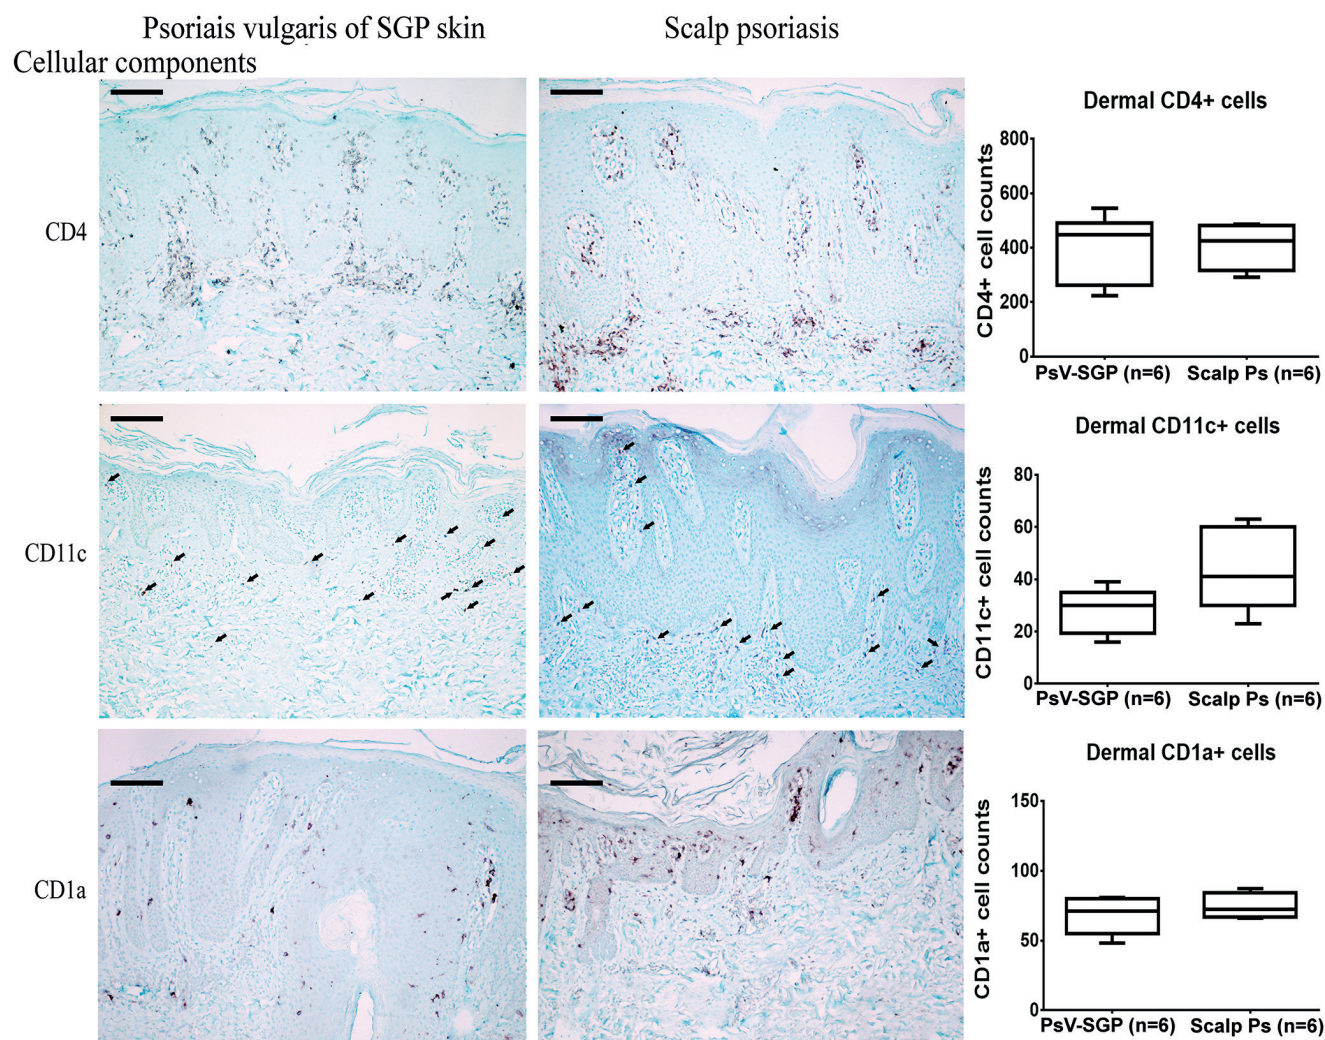 Psoriais vulgaris of SGP skin
Scalp psoriasis
Cellular components
CD4
Dermal CD4+ cells
CD4+ cell counts
800
600
400
200
0
PsV-SGP (n=6)
Scalp Ps (n=6)
CD11c
Dermal CD11c+ cells
CD11c+ cell counts
80
60
40
20
0
PsV-SGP (n=6)
Scalp Ps (n=6)
CD1a
Dermal CD1a+ cells
CD1a+ cell counts
150
100
50
0
PsV-SGP (n=6)
Scalp Ps (n=6)